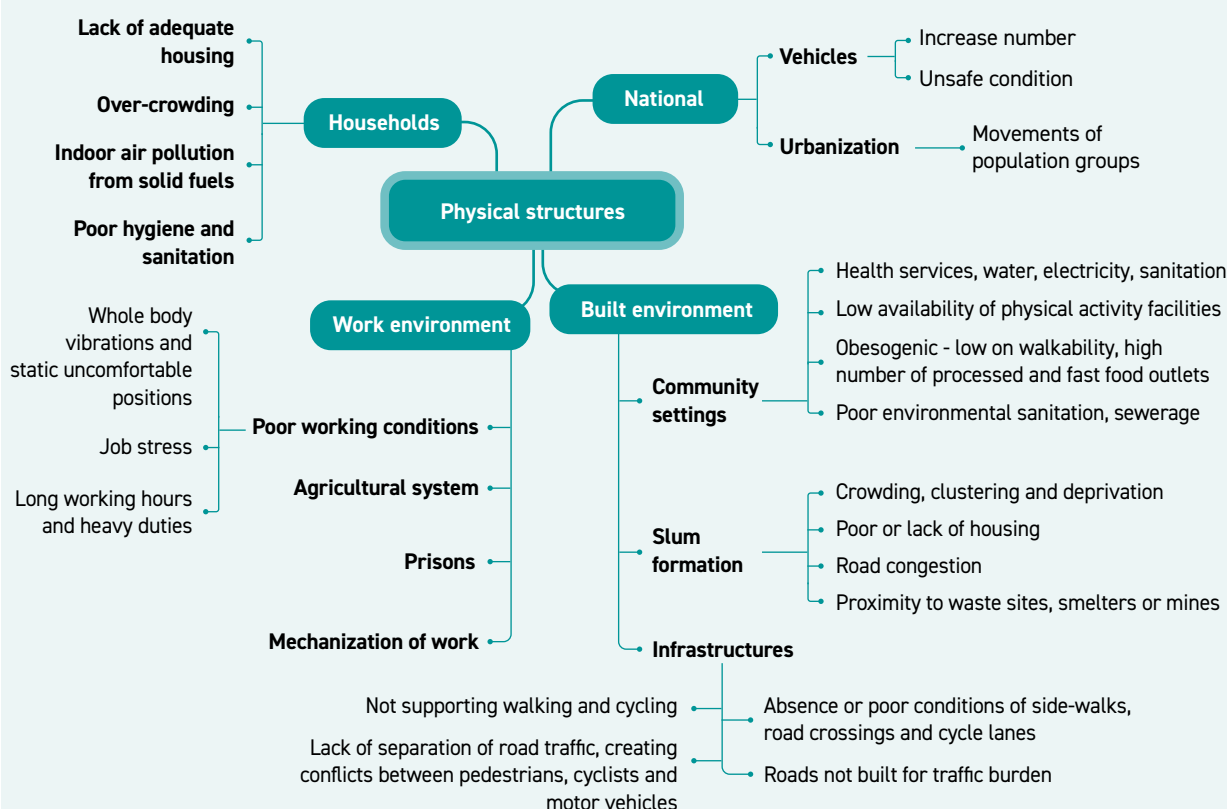 Physical structures
Households
Lack of adequate
housing
Over-crowding
Indoor air pollution
from solid fuels
Poor hygiene and
sanitation
National
Vehicles
Increase number
Unsafe condition
Urbanization
Movements of
population groups
Work environment
Poor working conditions
Whole body
vibrations and
static uncomfortable
positions
Job stress
Long working hours
and heavy duties
Agricultural system
Prisons
Mechanization of work
Built environment
Community
settings
Health services, water, electricity, sanitation
Low availability of physical activity facilities
Obesogenic - low on walkability, high
number of processed and fast food outlets
Poor environmental sanitation, sewerage
Slum
formation
Crowding, clustering and deprivation
Poor or lack of housing
Road congestion
Proximity to waste sites, smelters or mines
Infrastructures
Not supporting walking and cycling
Lack of separation of road traffic, creating
conflicts between pedestrians, cyclists and
motor vehicles
Absence or poor conditions of side-walks,
road crossings and cycle lanes
Roads not built for traffic burden